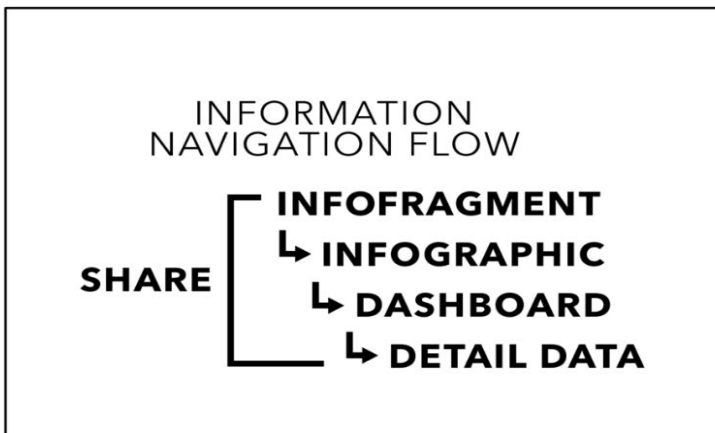 INFORMATION
NAVIGATION FLOW
INFOFRAGMENT
INFOGRAPHIC
SHARE
DASHBOARD
DETAIL DATA